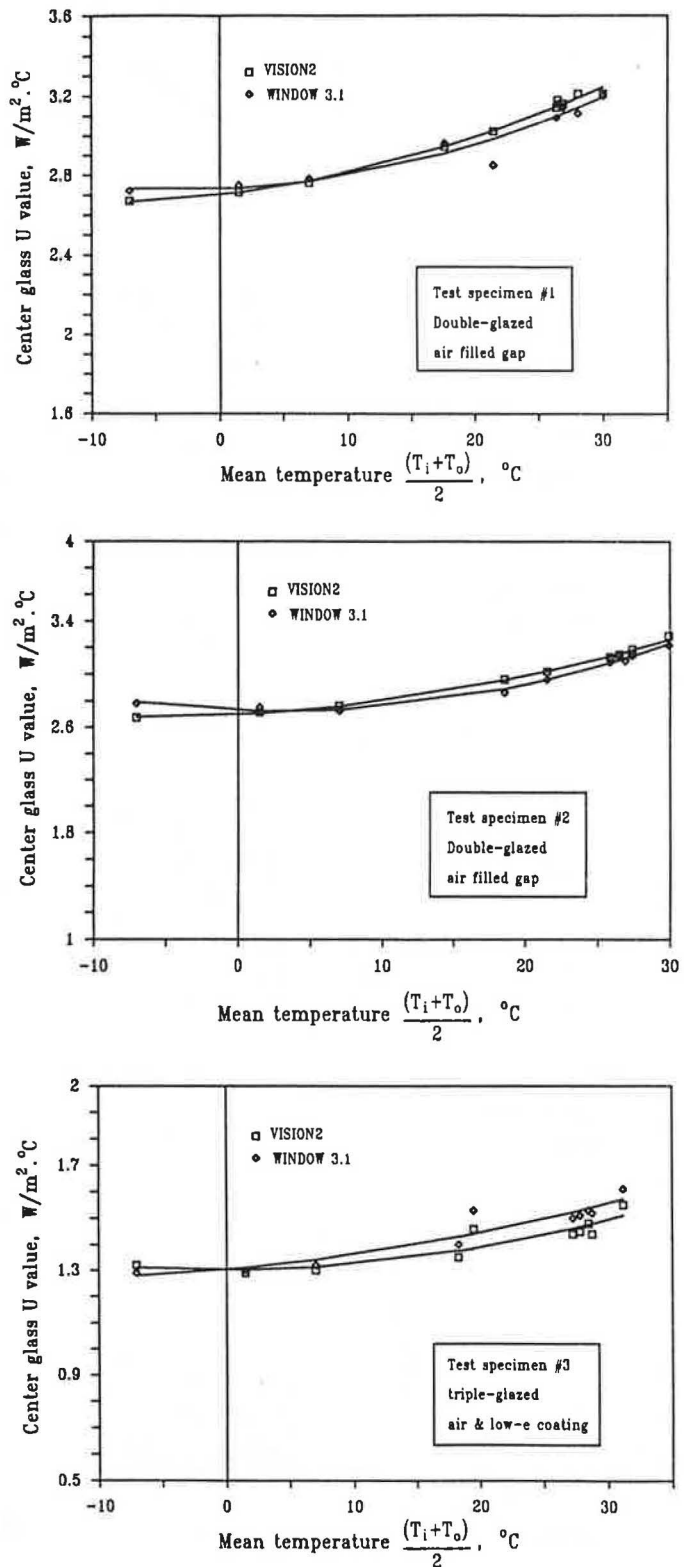 3.6
3.2
2.8
2.4
2
1.6
Center glass U value, W/m².°C
VISION2
WINDOW 3.1
Test specimen #1
Double-glazed
air filled gap
-10
0
10
20
30
Mean temperature (Ti+To)/2, °C
4
3.4
2.6
1.8
1
Center glass U value, W/m².°C
VISION2
WINDOW 3.1
Test specimen #2
Double-glazed
air filled gap
-10
0
10
20
30
Mean temperature (Ti+To)/2, °C
2
1.7
1.3
0.9
0.5
Center glass U value, W/m².°C
VISION2
WINDOW 3.1
Test specimen #3
triple-glazed
air & low-e coating
-10
0
10
20
30
Mean temperature (Ti+To)/2, °C